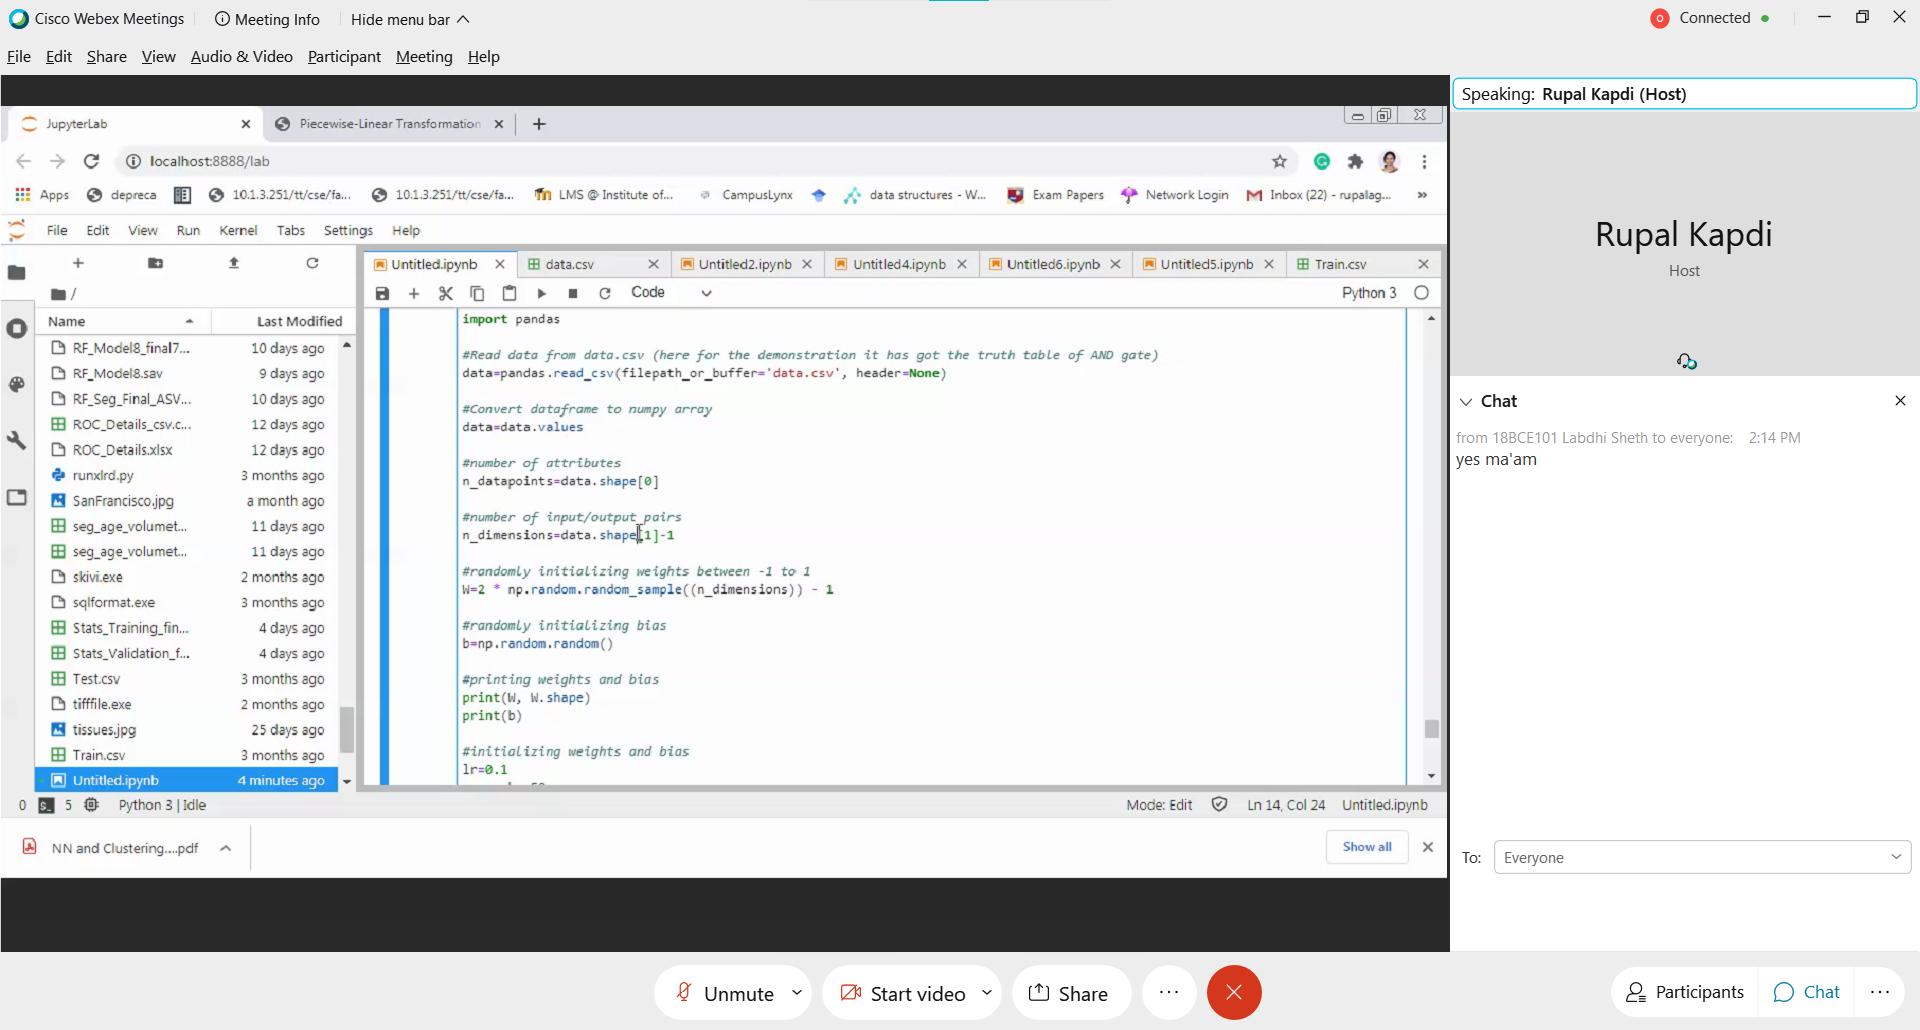 Cisco Webex Meetings Meeting Info Hide menu bar Connected
File Edit Share View Audio & Video Participant Meeting Help
JupyterLab Piecewise-Linear Transformation
localhost:8888/lab
Apps depreca 10.1.3.251/tt/cse/fa... 10.1.3.251/tt/cse/fa... LMS @ Institute of... CampusLynx data structures - W... Exam Papers Network Login Inbox (22) - rupalag... »
File Edit View Run Kernel Tabs Settings Help
Untitled.ipynb data.csv Untitled2.ipynb Untitled4.ipynb Untitled6.ipynb Untitled5.ipynb Train.csv
Code Python 3
/
Name Last Modified
RF_Model8_final7... 10 days ago
RF_Model8.sav 9 days ago
RF_Seg_Final_ASV... 10 days ago
ROC_Details_csv.c... 12 days ago
ROC_Details.xlsx 12 days ago
runxlrd.py 3 months ago
SanFrancisco.jpg a month ago
seg_age_volumet... 11 days ago
seg_age_volumet... 11 days ago
skivi.exe 2 months ago
sqlformat.exe 3 months ago
Stats_Training_fin... 4 days ago
Stats_Validation_f... 4 days ago
Test.csv 3 months ago
tifffile.exe 2 months ago
tissues.jpg 25 days ago
Train.csv 3 months ago
Untitled.ipynb 4 minutes ago
import pandas
#Read data from data.csv (here for the demonstration it has got the truth table of AND gate)
data=pandas.read_csv(filepath_or_buffer='data.csv', header=None)
#Convert dataframe to numpy array
data=data.values
#number of attributes
n_datapoints=data.shape[0]
#number of input/output pairs
n_dimensions=data.shape[1]-1
#randomly initializing weights between -1 to 1
W=2 * np.random.random_sample((n_dimensions)) - 1
#randomly initializing bias
b=np.random.random()
#printing weights and bias
print(W, W.shape)
print(b)
#initializing weights and bias
lr=0.1
0 5 Python 3 | Idle Mode: Edit Ln 14, Col 24 Untitled.ipynb
NN and Clustering....pdf Show all
Speaking: Rupal Kapdi (Host)
Rupal Kapdi
Host
Chat
from 18BCE101 Labdhi Sheth to everyone: 2:14 PM
yes ma'am
To: Everyone
Unmute Start video Share ... Participants Chat ...